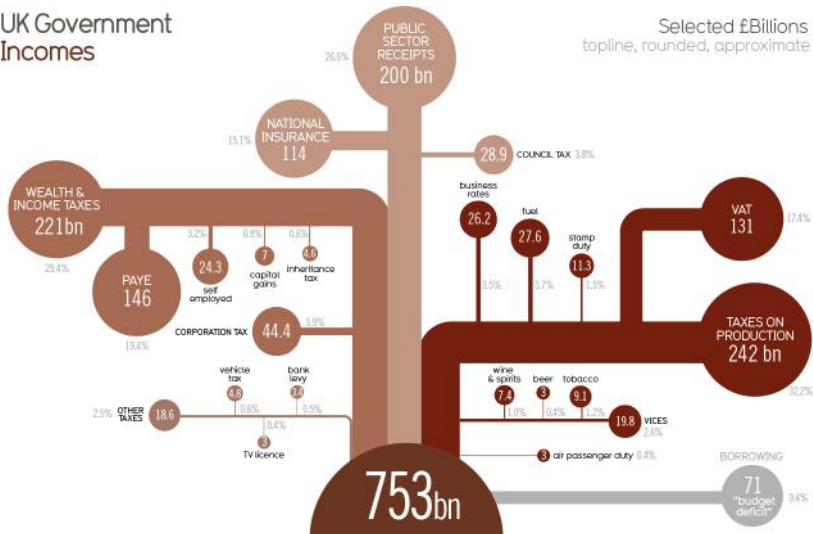 UK Government
Incomes
Selected £Billions
topline, rounded, approximate
PUBLIC
SECTOR
RECEIPTS
200 bn
26.6%
NATIONAL
INSURANCE
114
15.1%
28.9
COUNCIL TAX 3.8%
WEALTH &
INCOME TAXES
221bn
29.4%
PAYE
146
19.4%
3.2%
24.3
self
employed
0.9%
7
capital
gains
0.6%
4.6
inheritance
tax
CORPORATION TAX
44.4
5.9%
business
rates
26.2
3.5%
fuel
27.6
3.7%
stamp
duty
11.3
1.5%
VAT
131
17.4%
TAXES ON
PRODUCTION
242 bn
32.2%
2.5%
OTHER
TAXES
18.6
vehicle
tax
4.8
0.6%
bank
levy
0.5%
0.4%
3
TV licence
wine
& spirits
7.4
1.0%
beer
3
0.4%
tobacco
9.1
1.2%
19.8
VICES
2.6%
3
air passenger duty 0.4%
BORROWING
71
"budget
deficit"
9.4%
753bn